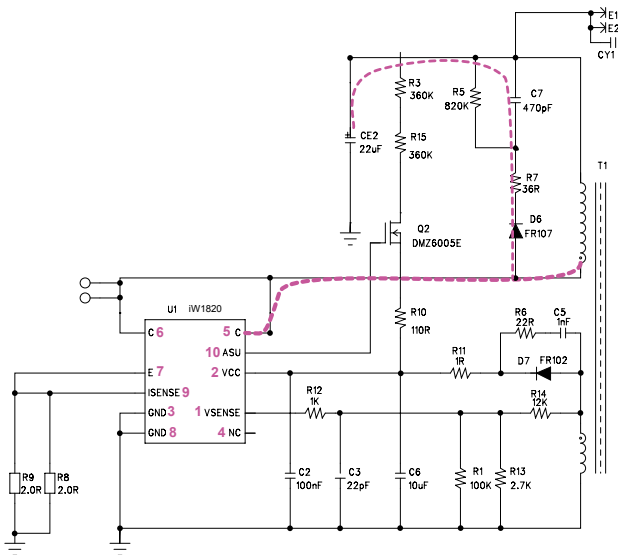 E1
E2
CY1
R3
360K
R5
820K
C7
470pF
CE2
22uF
R15
360K
T1
R7
36R
Q2
DMZ6005E
D6
FR107
U1 iW1820
R10
110R
R6
22R
C5
1nF
C 6
5 C
10 ASU
R11
1R
D7 FR102
E 7
2 VCC
ISENSE 9
R12
1K
R14
12K
GND 3
1 VSENSE
GND 8
4 NC
R9
2.0R
R8
2.0R
C2
100nF
C3
22pF
C6
10uF
R1
100K
R13
2.7K